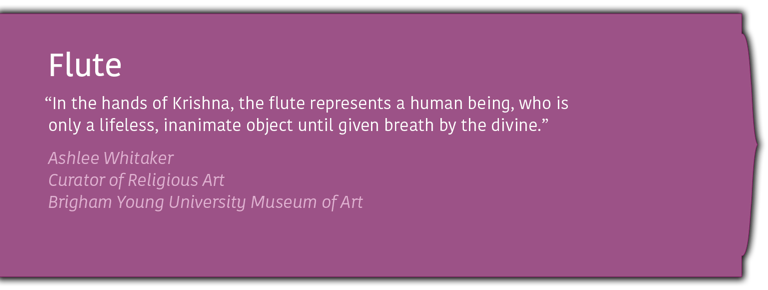 Flute
“In the hands of Krishna, the flute represents a human being, who is
only a lifeless, inanimate object until given breath by the divine.”
Ashlee Whitaker
Curator of Religious Art
Brigham Young University Museum of Art